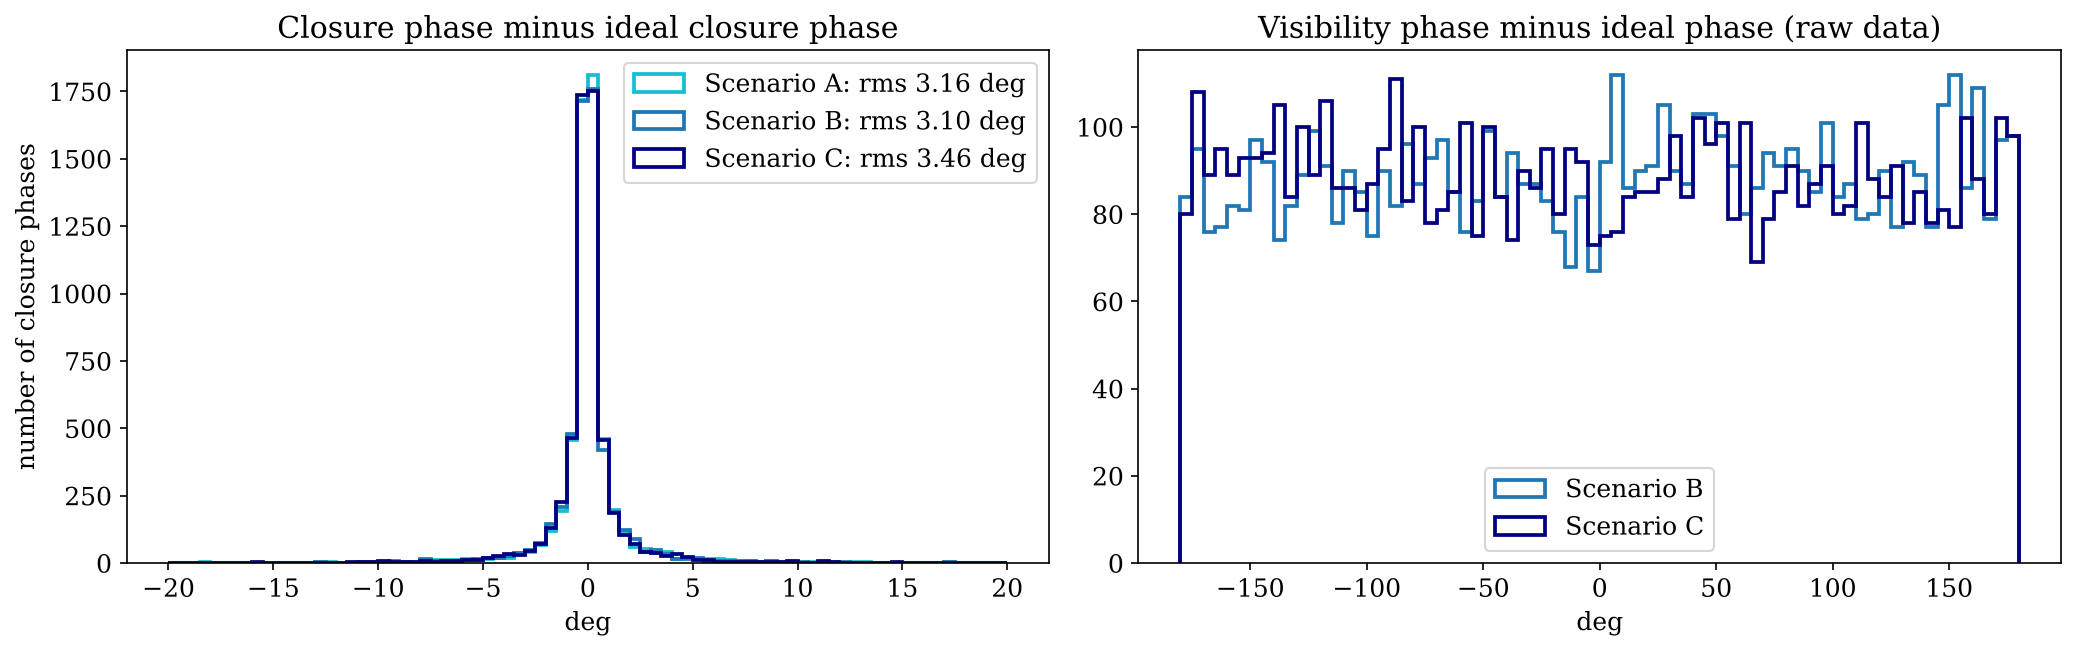 Closure phase minus ideal closure phase
number of closure phases
1750
1500
1250
1000
750
500
250
0
Scenario A: rms 3.16 deg
Scenario B: rms 3.10 deg
Scenario C: rms 3.46 deg
−20 −15 −10 −5 0 5 10 15 20
deg
Visibility phase minus ideal phase (raw data)
100
80
60
40
20
0
Scenario B
Scenario C
−150 −100 −50 0 50 100 150
deg